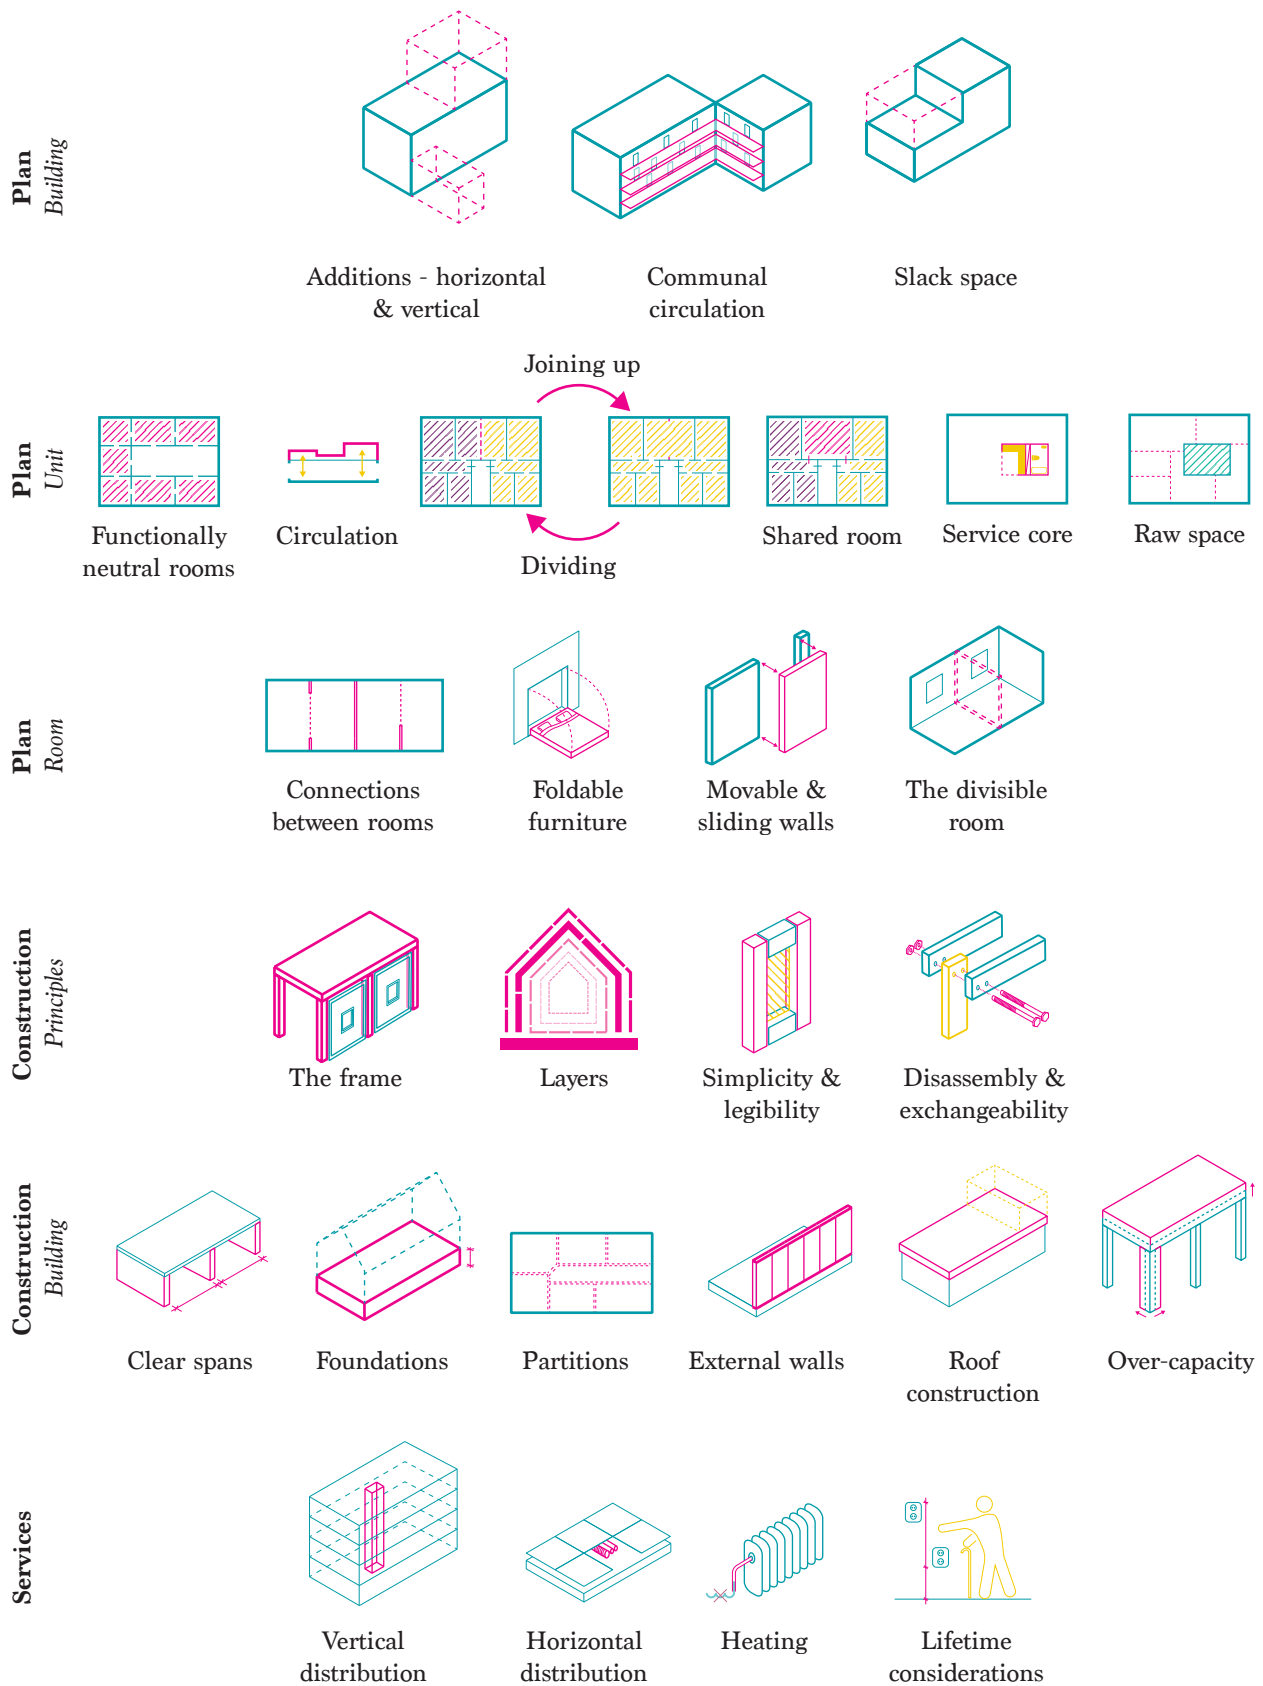 Plan
Building
Additions - horizontal
& vertical
Communal
circulation
Slack space
Plan
Unit
Joining up
Dividing
Functionally
neutral rooms
Circulation
Shared room
Service core
Raw space
Plan
Room
Connections
between rooms
Foldable
furniture
Movable &
sliding walls
The divisible
room
Construction
Principles
The frame
Layers
Simplicity &
legibility
Disassembly &
exchangeability
Construction
Building
Clear spans
Foundations
Partitions
External walls
Roof
construction
Over-capacity
Services
Vertical
distribution
Horizontal
distribution
Heating
Lifetime
considerations